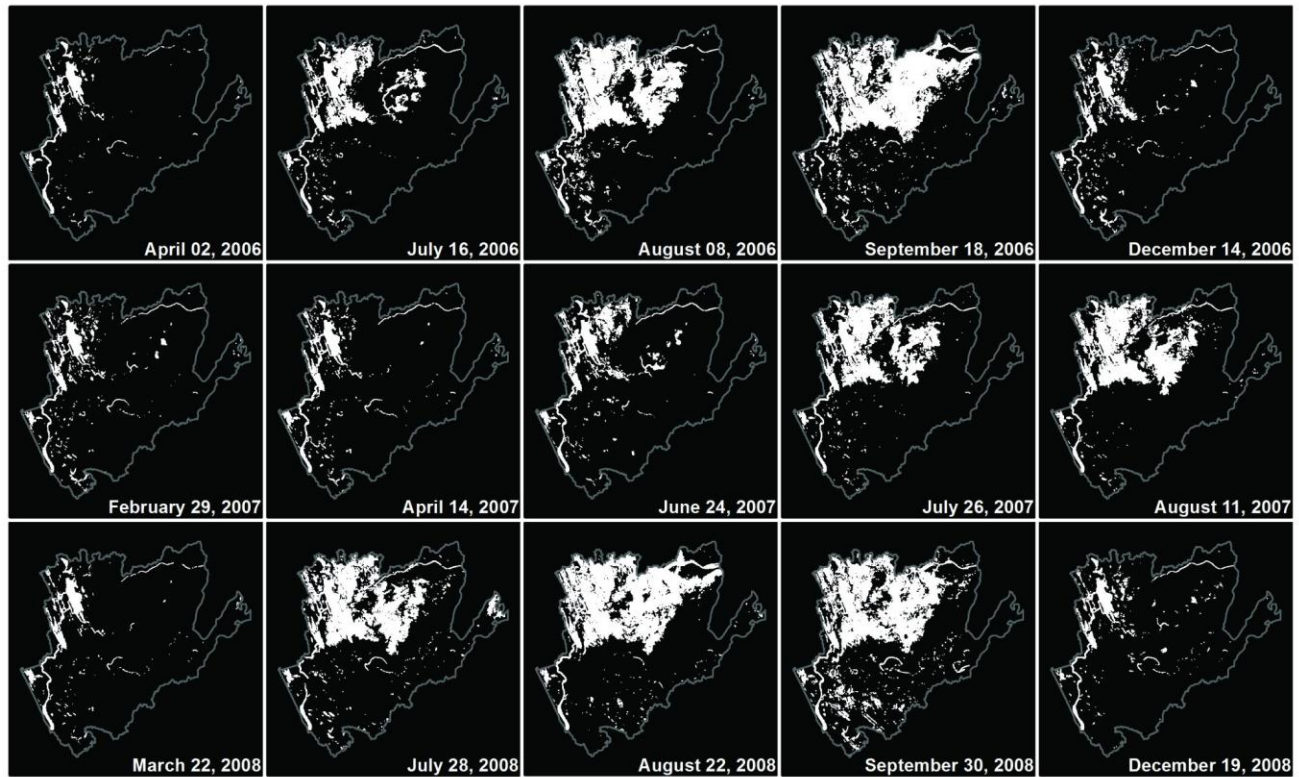 April 02, 2006
July 16, 2006
August 08, 2006
September 18, 2006
December 14, 2006
February 29, 2007
April 14, 2007
June 24, 2007
July 26, 2007
August 11, 2007
March 22, 2008
July 28, 2008
August 22, 2008
September 30, 2008
December 19, 2008